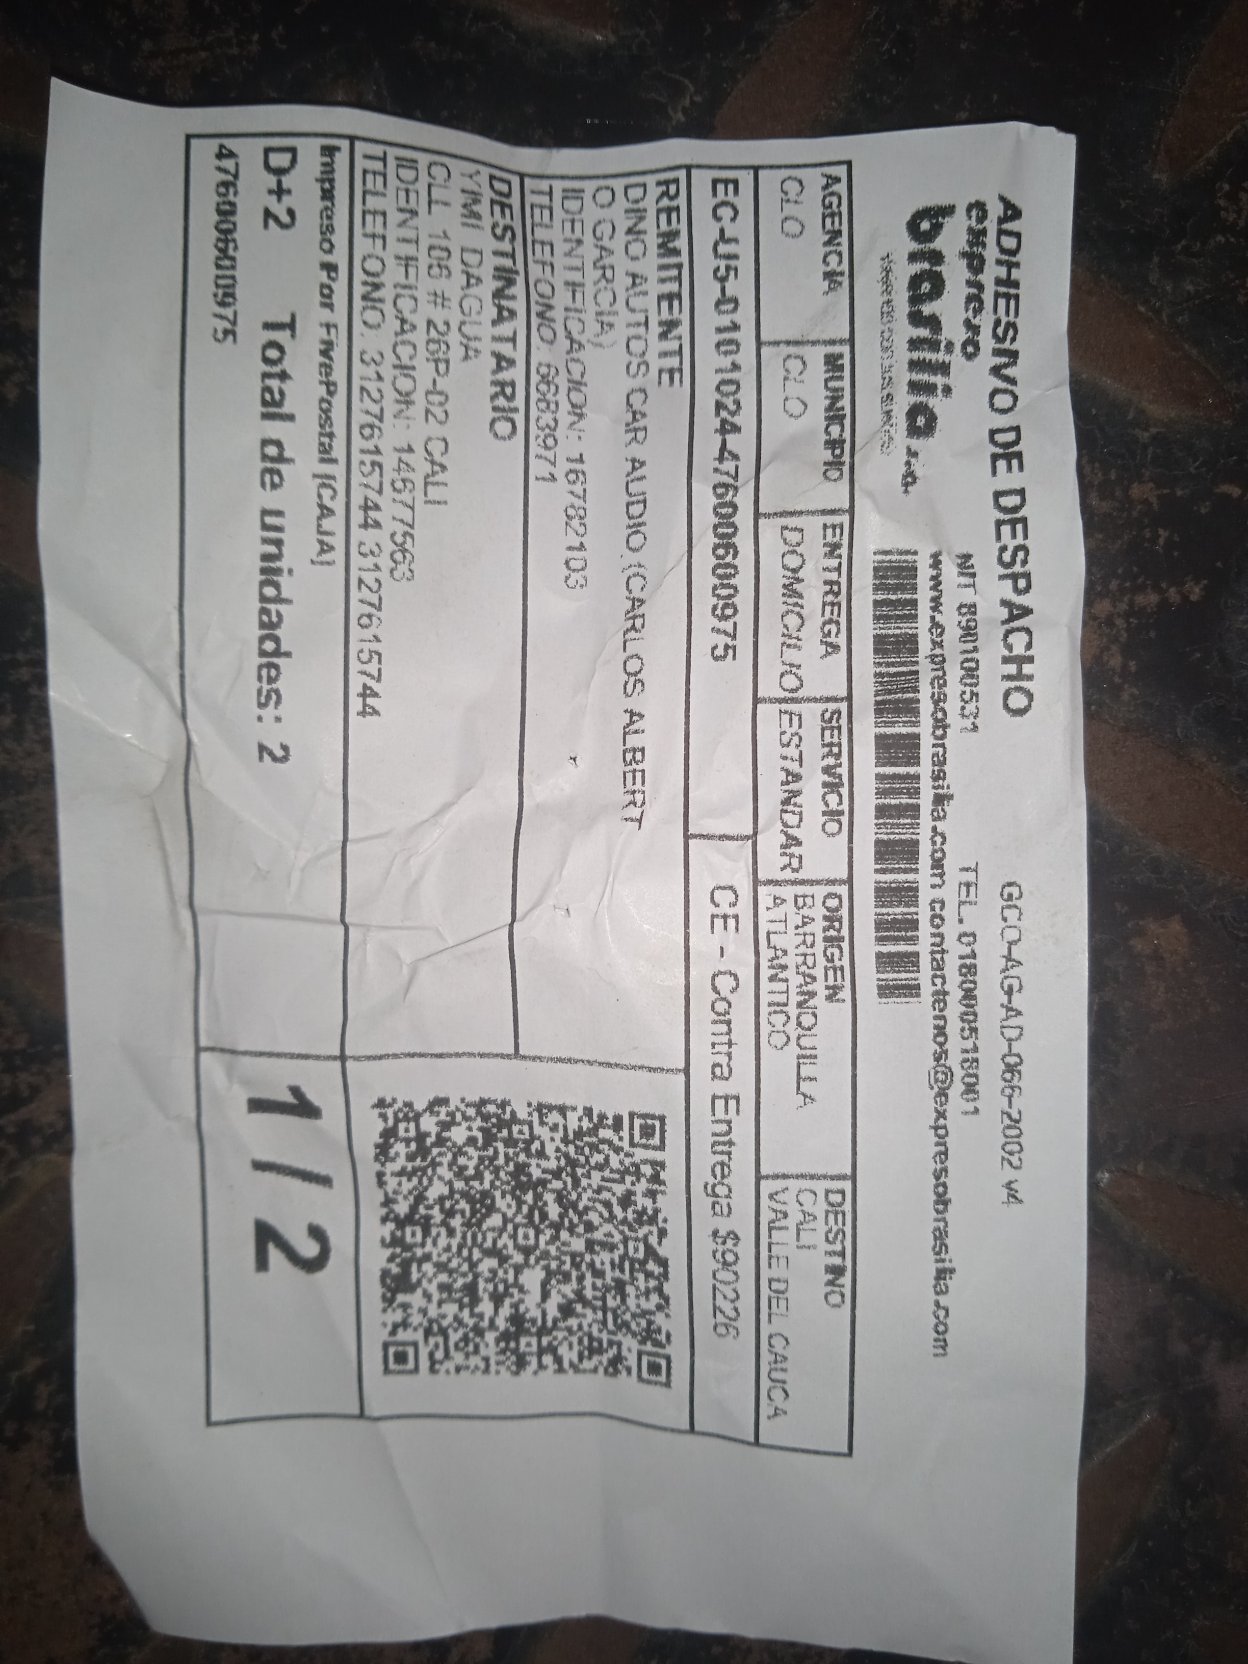 ADHESIVO DE DESPACHO
GCO-AG-AD-066-2002 v4
expreso
brasilia S.A.
NIT 890100531
TEL. 018000518001
www.expresobrasilia.com contactenos@expresobrasilia.com
AGENCIA MUNICIPIO ENTREGA SERVICIO ORIGEN DESTINO
CLO CLO DOMICILIO ESTANDAR BARRANQUILLA CALI
ATLANTICO VALLE DEL CAUCA
EC-U5-0101024-47600600975 CE - Contra Entrega $90226
REMITENTE
DINO AUTOS CAR AUDIO (CARLOS ALBERT
O GARCIA)
IDENTIFICACION: 16782103
TELEFONO: 6683971
DESTINATARIO
YIMI DAGUA
CLL 106 # 26P-02 CALI
IDENTIFICACION: 14677563
TELEFONO: 3127615744 3127615744
Impreso Por FivePostal [CAJA]
D+2 Total de unidades: 2
1 / 2